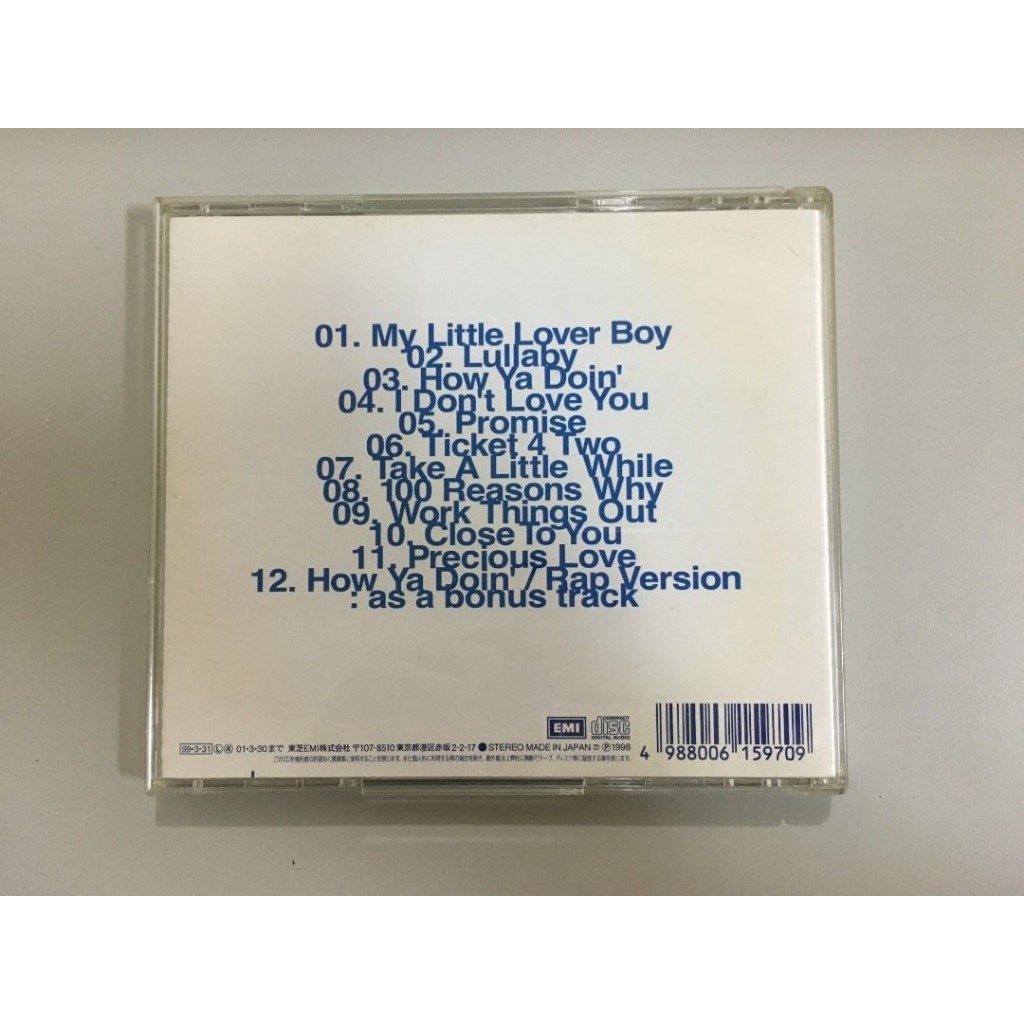 01. My Little Lover Boy
02. Lullaby
03. How Ya Doin'
04. I Don't Love You
05. Promise
06. Ticket 4 Two
07. Take A Little While
08. 100 Reasons Why
09. Work Things Out
10. Close To You
11. Precious Love
12. How Ya Doin' / Rap Version
: as a bonus track
EMI COMPACT disc DIGITAL AUDIO
99・3・31 Ⓛ 01・3・30まで 東芝EMI株式会社 〒107-8510 東京都港区赤坂2-2-17 ●STEREO MADE IN JAPAN Ⓟ1998
4 988006 159709